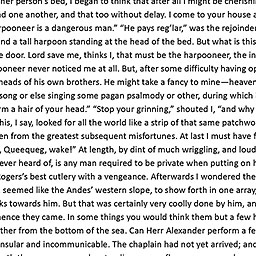 her person's bed, I began to think that after all I might be cherishi
nd one another, and that too without delay. I come to your house a
rpooneer is a dangerous man." "He pays reg'lar," was the rejoinder
nd a tall harpoon standing at the head of the bed. But what is this
e door. Lord save me, thinks I, that must be the harpooneer, the in
ooneer never noticed me at all. But, after some difficulty having op
heads of his own brothers. He might take a fancy to mine—heaven
song or else singing some pagan psalmody or other, during which
rm a hair of your head." "Stop your grinning," shouted I, "and why
his, I say, looked for all the world like a strip of that same patchwo
en from the greatest subsequent misfortunes. At last I must have f
, Queequeg, wake!" At length, by dint of much wriggling, and loud
ever heard of, is any man required to be private when putting on h
ogers's best cutlery with a vengeance. Afterwards I wondered the
seemed like the Andes' western slope, to show forth in one array,
ks towards him. But that was certainly very coolly done by him, an
hence they came. In some things you would think them but a few h
ther from the bottom of the sea. Can Herr Alexander perform a fe
nsular and incommunicable. The chaplain had not yet arrived; and